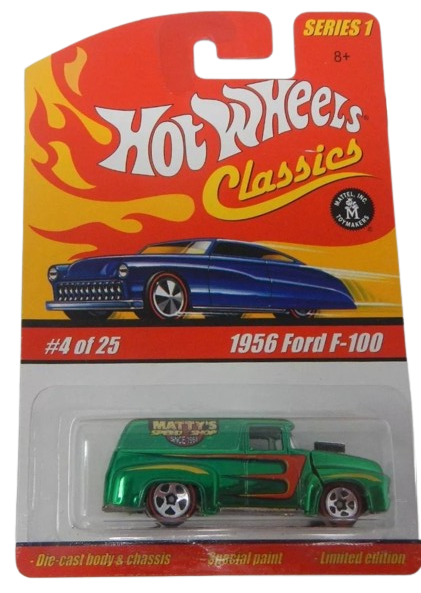 SERIES 1
8+
Hot Wheels
Classics
MATTEL, INC.
M
TOYMAKERS
#4 of 25
1956 Ford F-100
MATTY'S
SPEED SHOP
SINCE
Die-cast body & chassis
Special paint
Limited edition